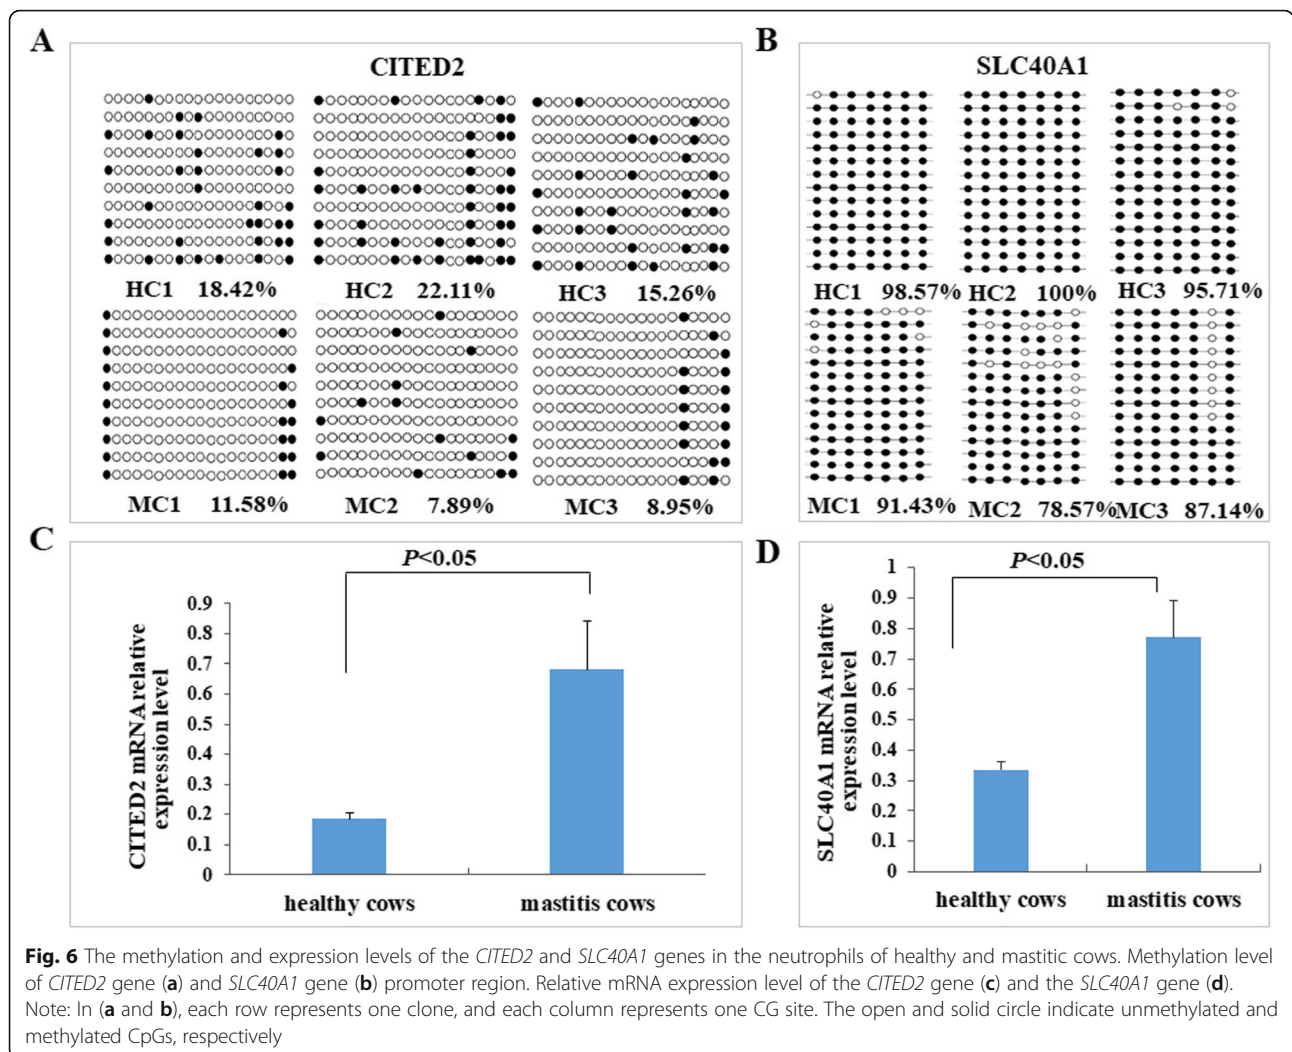 A
CITED2
HC1 18.42%
HC2 22.11%
HC3 15.26%
MC1 11.58%
MC2 7.89%
MC3 8.95%
B
SLC40A1
HC1 98.57%
HC2 100%
HC3 95.71%
MC1 91.43%
MC2 78.57%
MC3 87.14%
C
P<0.05
CITED2 mRNA relative
expression level
0.9
0.8
0.7
0.6
0.5
0.4
0.3
0.2
0.1
0
healthy cows
mastitis cows
D
P<0.05
SLC40A1 mRNA relative
expression level
1
0.9
0.8
0.7
0.6
0.5
0.4
0.3
0.2
0.1
0
healthy cows
mastitis cows
Fig. 6 The methylation and expression levels of the CITED2 and SLC40A1 genes in the neutrophils of healthy and mastitic cows. Methylation level
of CITED2 gene (a) and SLC40A1 gene (b) promoter region. Relative mRNA expression level of the CITED2 gene (c) and the SLC40A1 gene (d).
Note: In (a and b), each row represents one clone, and each column represents one CG site. The open and solid circle indicate unmethylated and
methylated CpGs, respectively